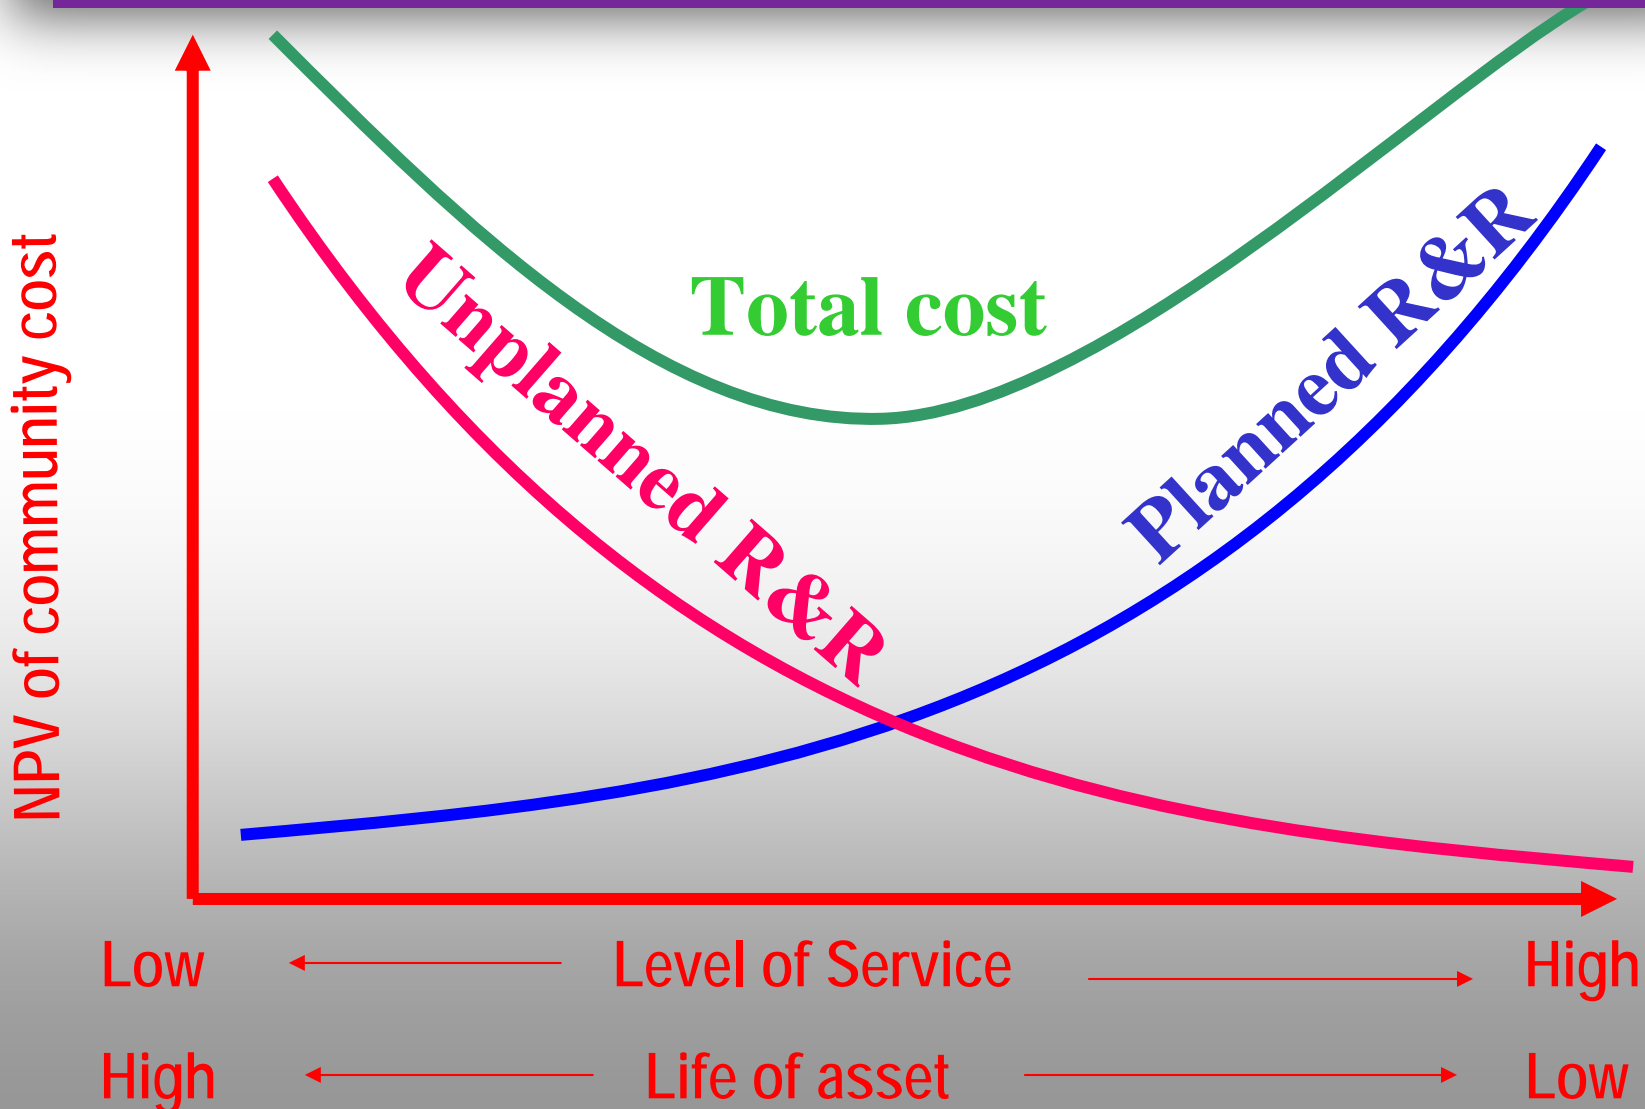 NPV of community cost
Unplanned R&R
Total cost
Planned R&R
Low Level of Service High
High Life of asset Low